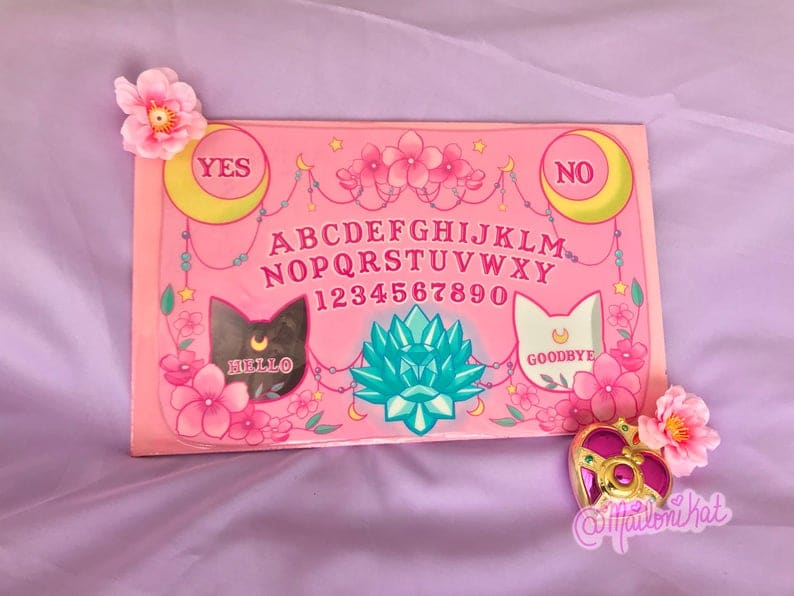 YES
NO
ABCDEFGHIJKLM
NOPQRSTUVWXY
1234567890
HELLO
GOODBYE
@Mailonikat